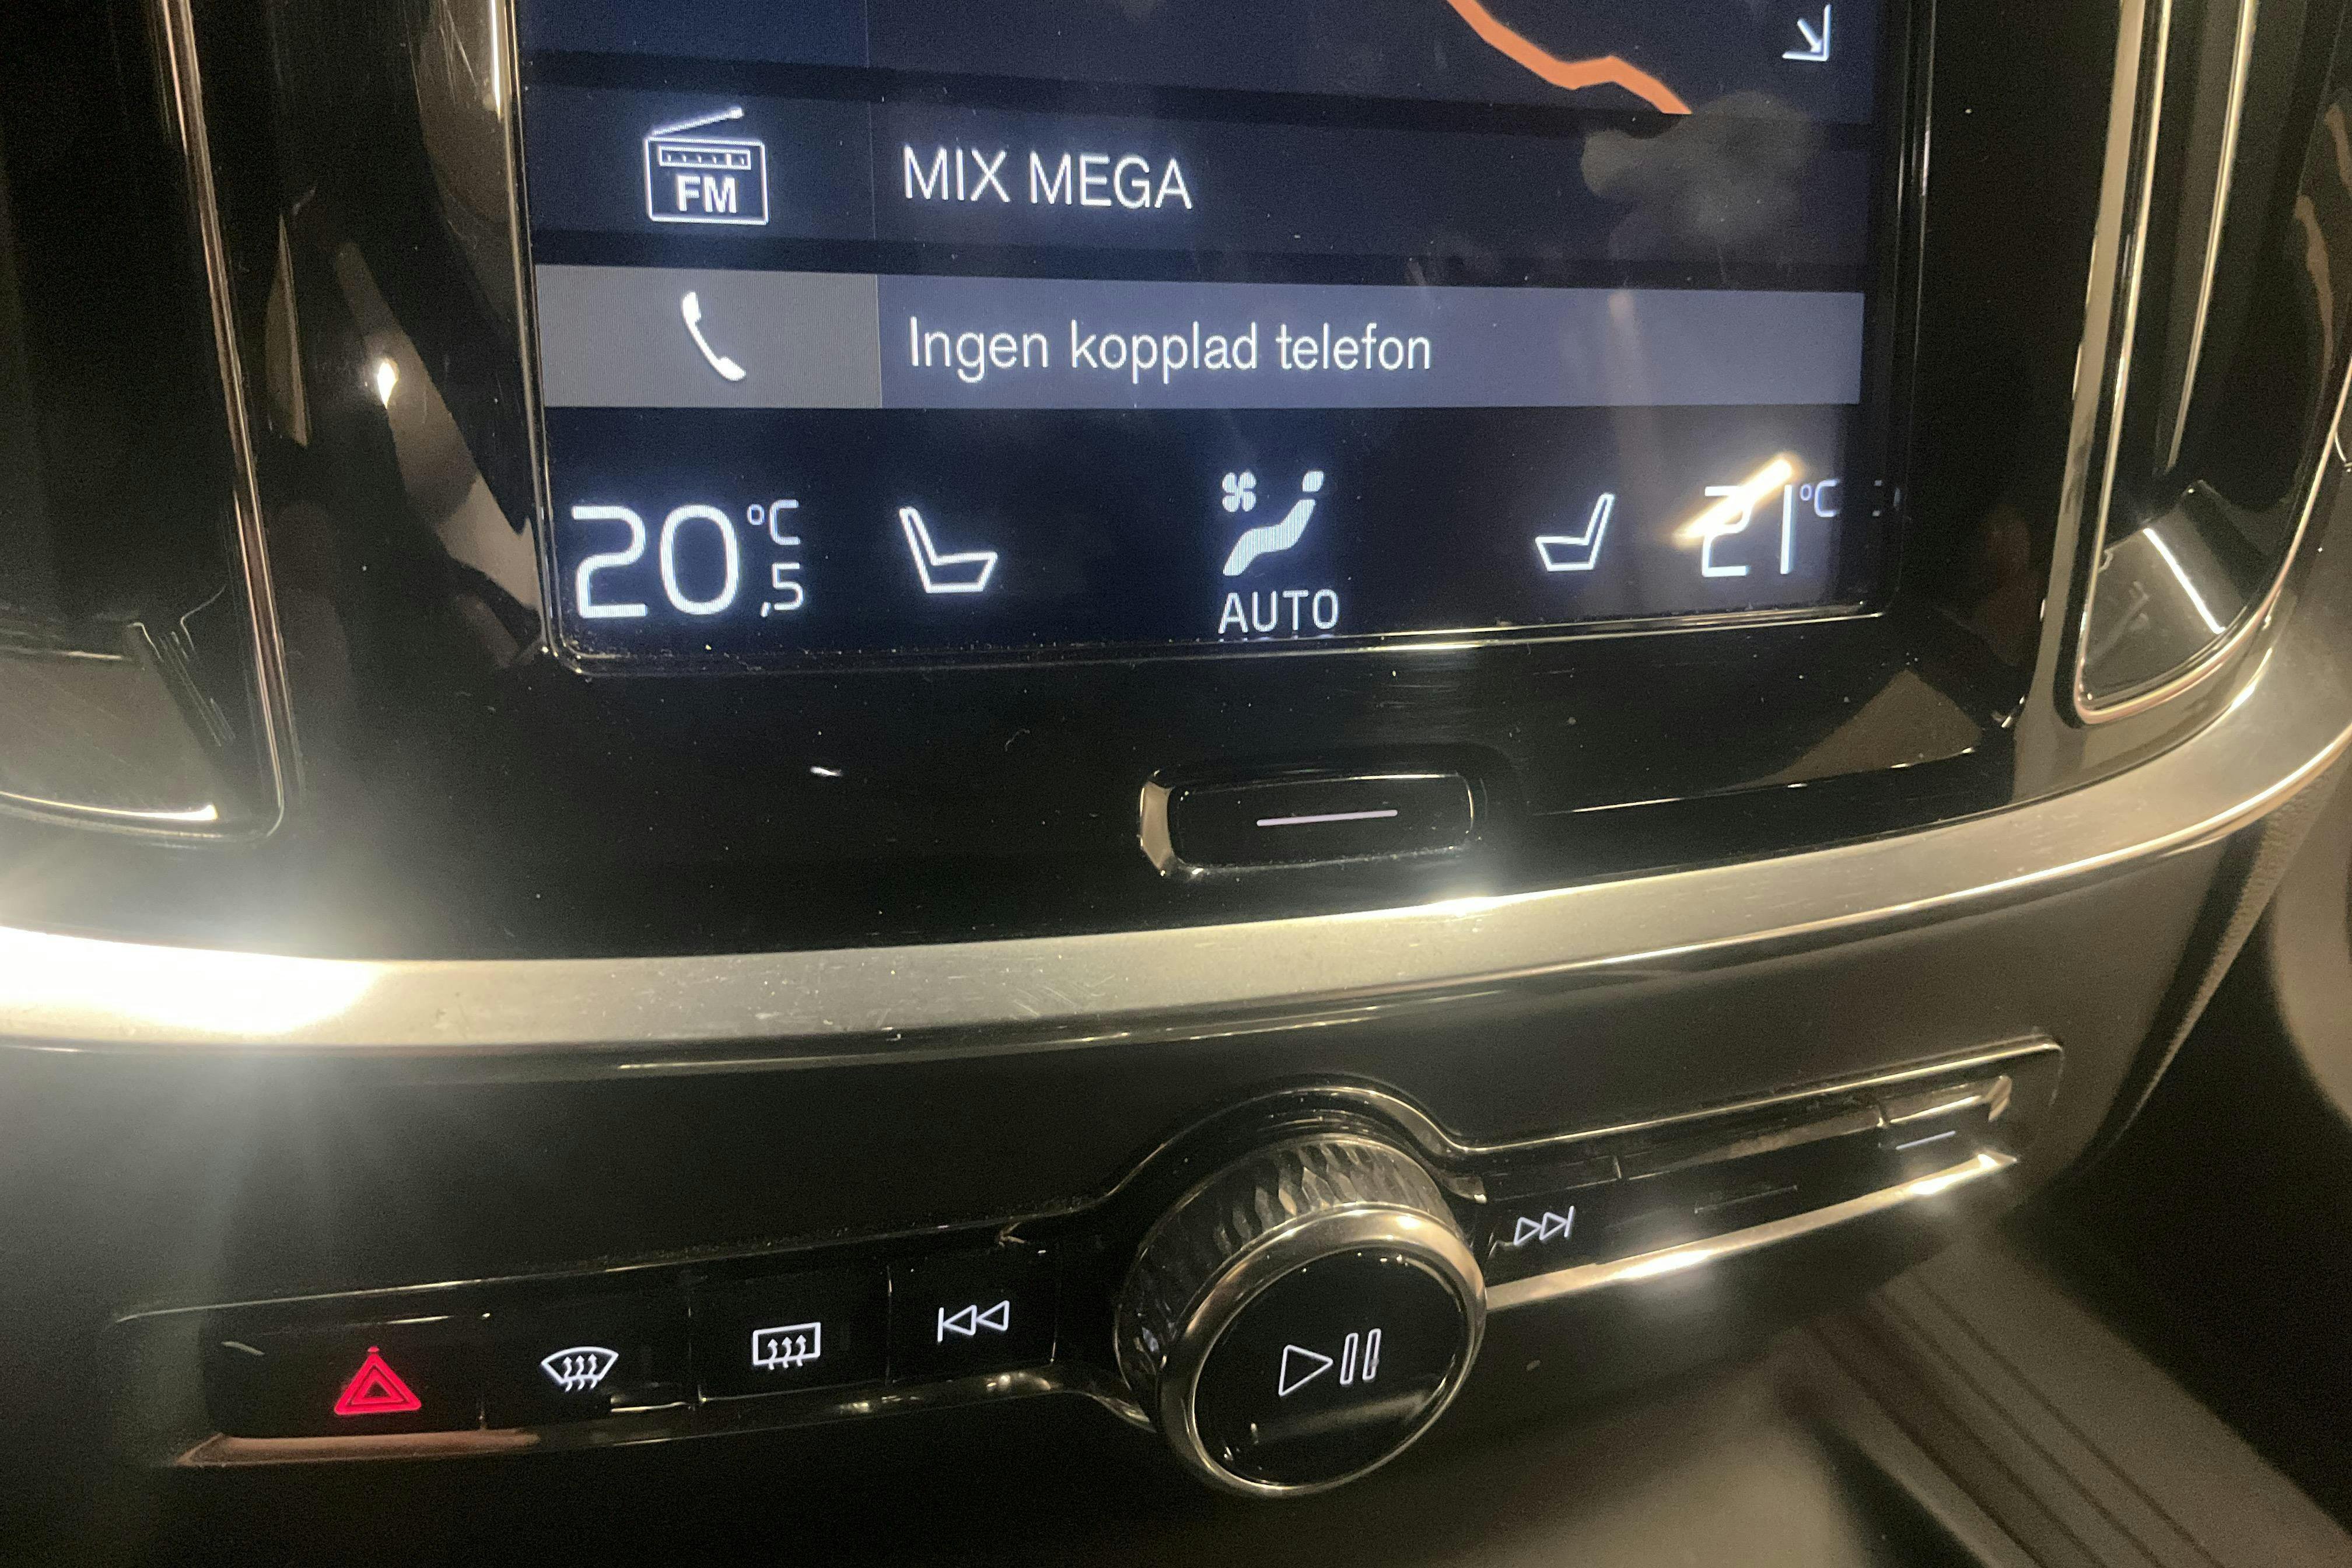 FM
MIX MEGA
Ingen kopplad telefon
20,5 °C
21 °C
AUTO